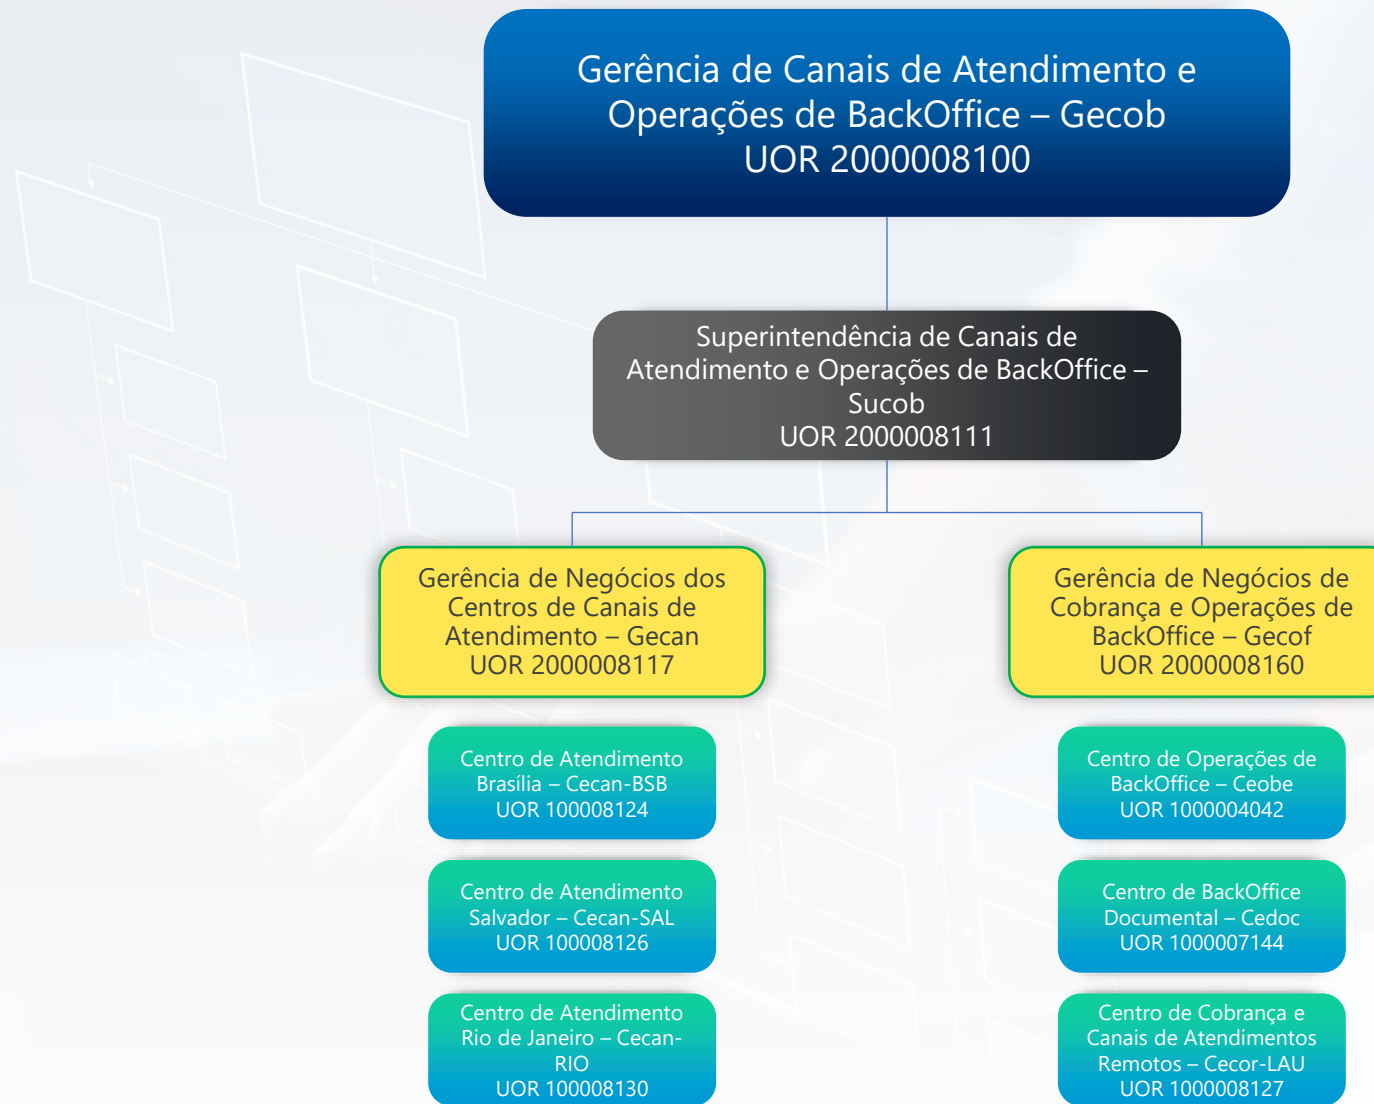 Gerência de Canais de Atendimento e
Operações de BackOffice – Gecob
UOR 2000008100
Superintendência de Canais de
Atendimento e Operações de BackOffice –
Sucob
UOR 2000008111
Gerência de Negócios dos
Centros de Canais de
Atendimento – Gecan
UOR 2000008117
Centro de Atendimento
Brasília – Cecan-BSB
UOR 100008124
Centro de Atendimento
Salvador – Cecan-SAL
UOR 100008126
Centro de Atendimento
Rio de Janeiro – Cecan-
RIO
UOR 100008130
Gerência de Negócios de
Cobrança e Operações de
BackOffice – Gecof
UOR 2000008160
Centro de Operações de
BackOffice – Ceobe
UOR 1000004042
Centro de BackOffice
Documental – Cedoc
UOR 1000007144
Centro de Cobrança e
Canais de Atendimentos
Remotos – Cecor-LAU
UOR 1000008127